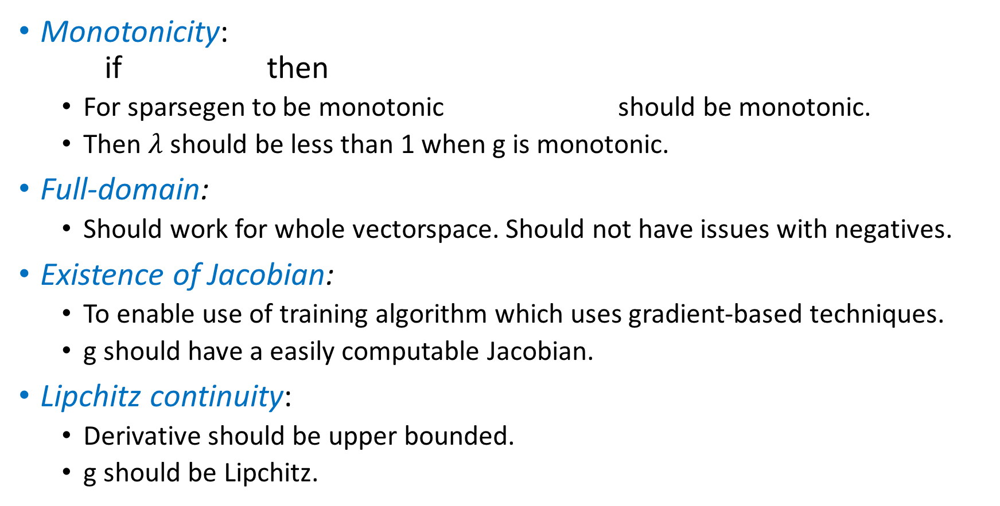 • Monotonicity:
if then
• For sparsegen to be monotonic should be monotonic.
• Then λ should be less than 1 when g is monotonic.
• Full-domain:
• Should work for whole vectorspace. Should not have issues with negatives.
• Existence of Jacobian:
• To enable use of training algorithm which uses gradient-based techniques.
• g should have a easily computable Jacobian.
• Lipchitz continuity:
• Derivative should be upper bounded.
• g should be Lipchitz.